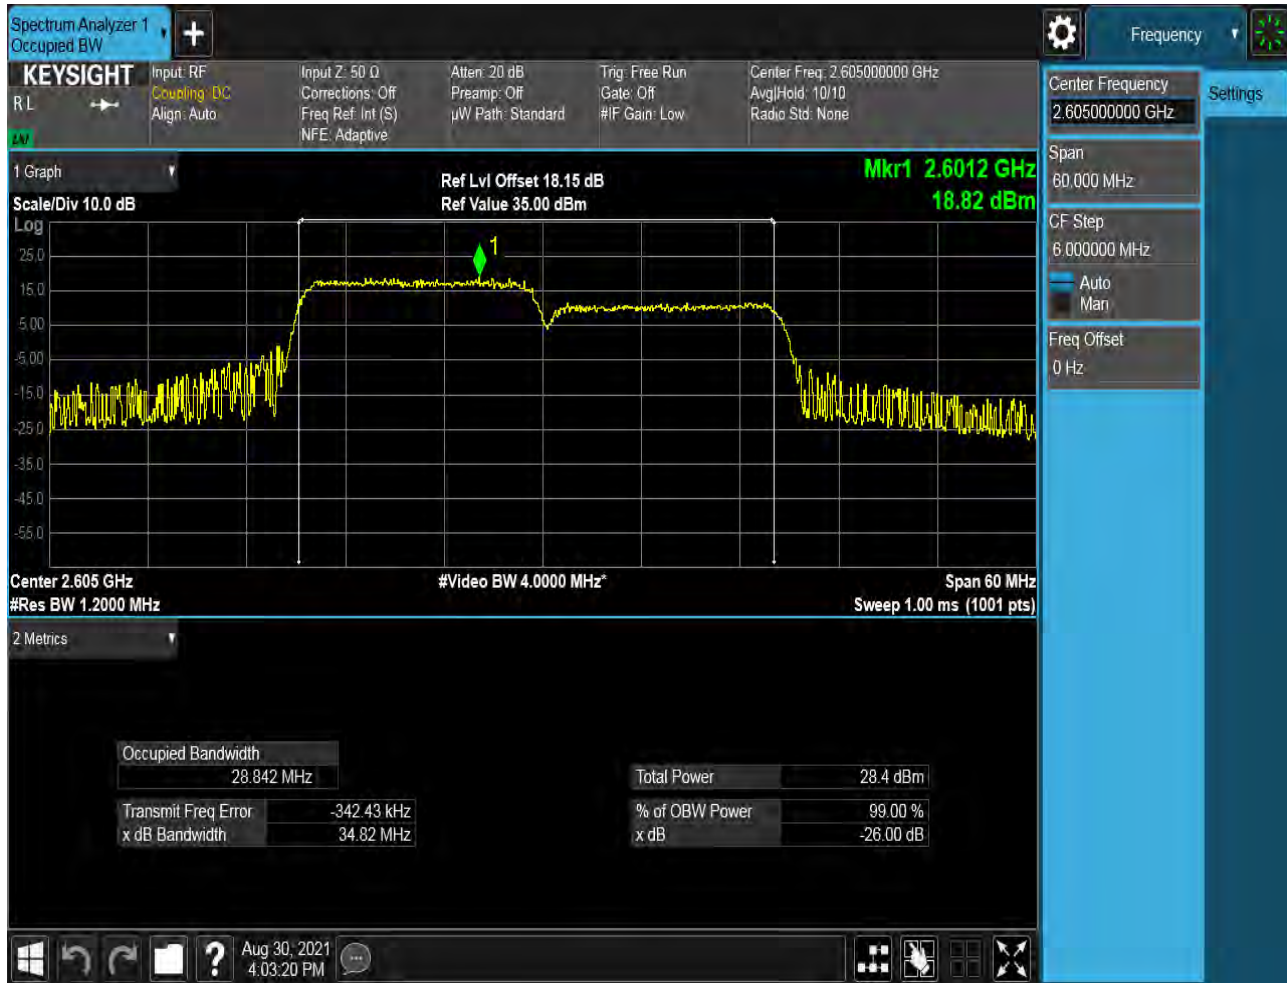 Spectrum Analyzer 1
Occupied BW
Frequency
KEYSIGHT
R L
LNI
Input: RF
Coupling: DC
Align: Auto
Input Z: 50 Ω
Corrections: Off
Freq Ref: Int (S)
NFE: Adaptive
Atten: 20 dB
Preamp: Off
µW Path: Standard
Trig: Free Run
Gate: Off
#IF Gain: Low
Center Freq: 2.605000000 GHz
Avg|Hold: 10/10
Radio Std: None
Center Frequency
2.605000000 GHz
Settings
Span
60.000 MHz
CF Step
6.000000 MHz
Auto
Man
Freq Offset
0 Hz
1 Graph
Scale/Div 10.0 dB
Ref Lvl Offset 18.15 dB
Ref Value 35.00 dBm
Mkr1 2.6012 GHz
18.82 dBm
Log
25.0
15.0
5.00
-5.00
-15.0
-25.0
-35.0
-45.0
-55.0
1
Center 2.605 GHz
#Res BW 1.2000 MHz
#Video BW 4.0000 MHz*
Span 60 MHz
Sweep 1.00 ms (1001 pts)
2 Metrics
Occupied Bandwidth
28.842 MHz
Transmit Freq Error -342.43 kHz
x dB Bandwidth 34.82 MHz
Total Power 28.4 dBm
% of OBW Power 99.00 %
x dB -26.00 dB
?
Aug 30, 2021
4:03:20 PM